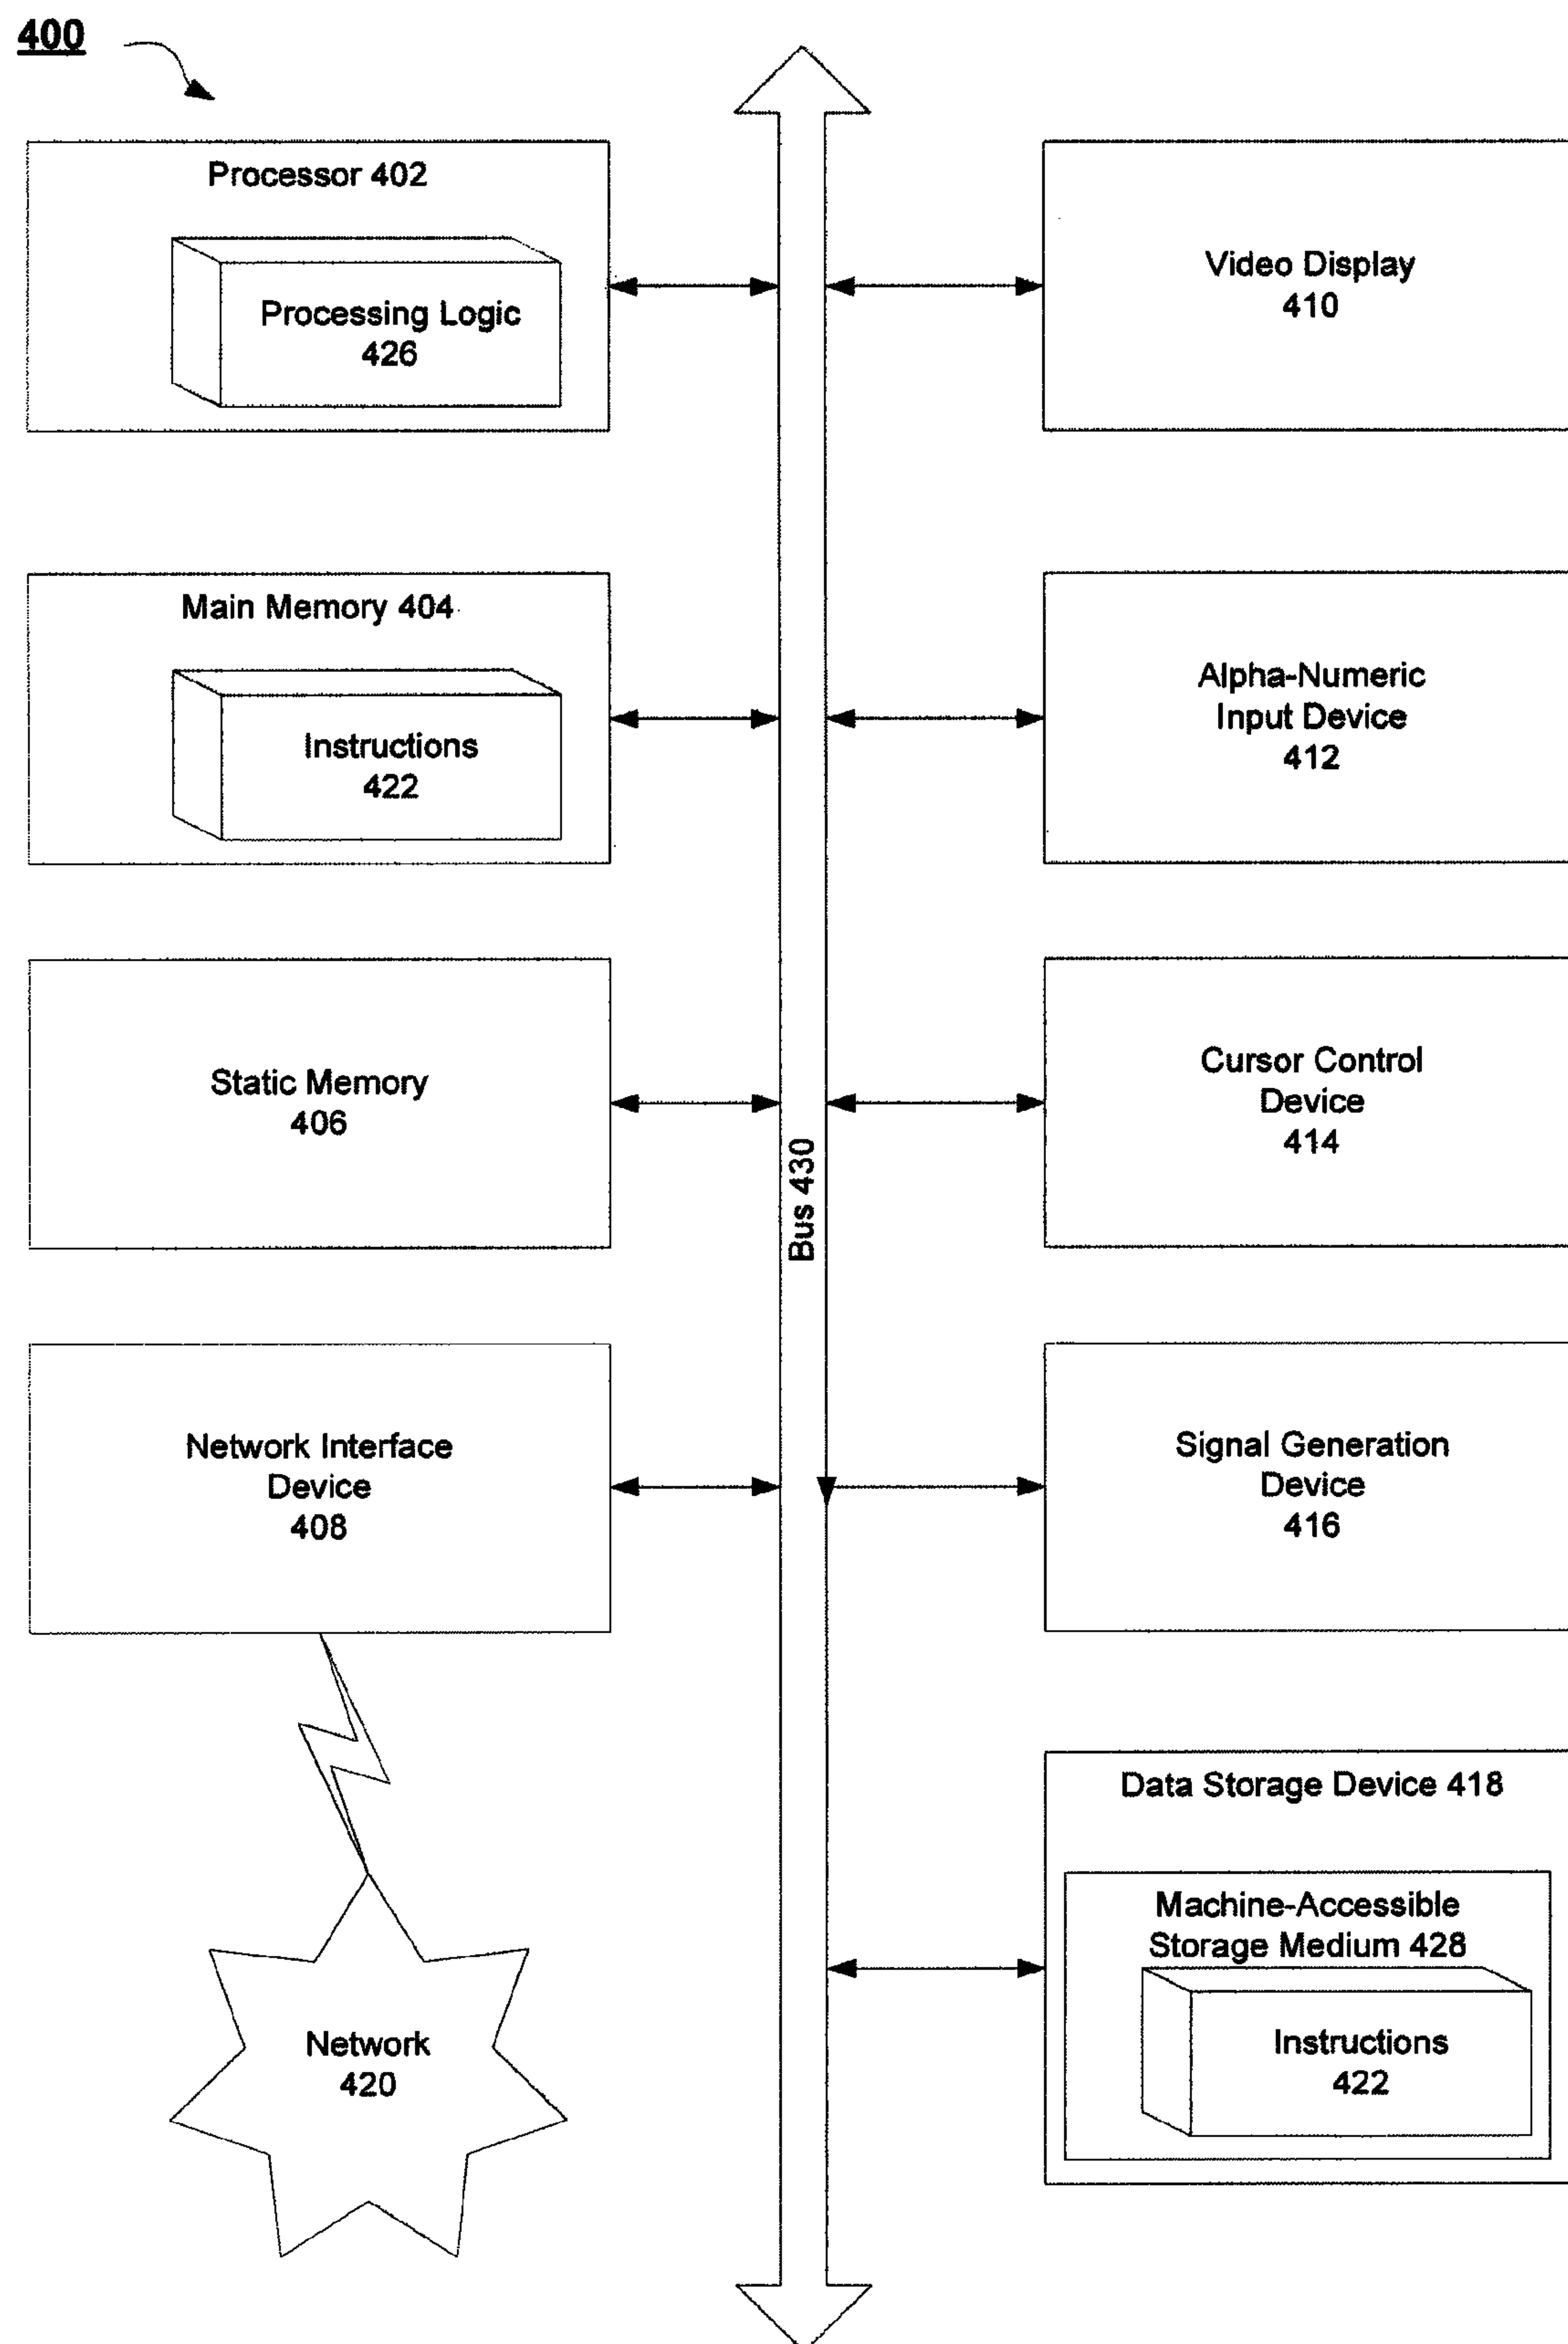 400
Processor 402
Processing Logic
426
Main Memory 404
Instructions
422
Static Memory
406
Network Interface
Device
408
Network
420
Bus 430
Video Display
410
Alpha-Numeric
Input Device
412
Cursor Control
Device
414
Signal Generation
Device
416
Data Storage Device 418
Machine-Accessible
Storage Medium 428
Instructions
422